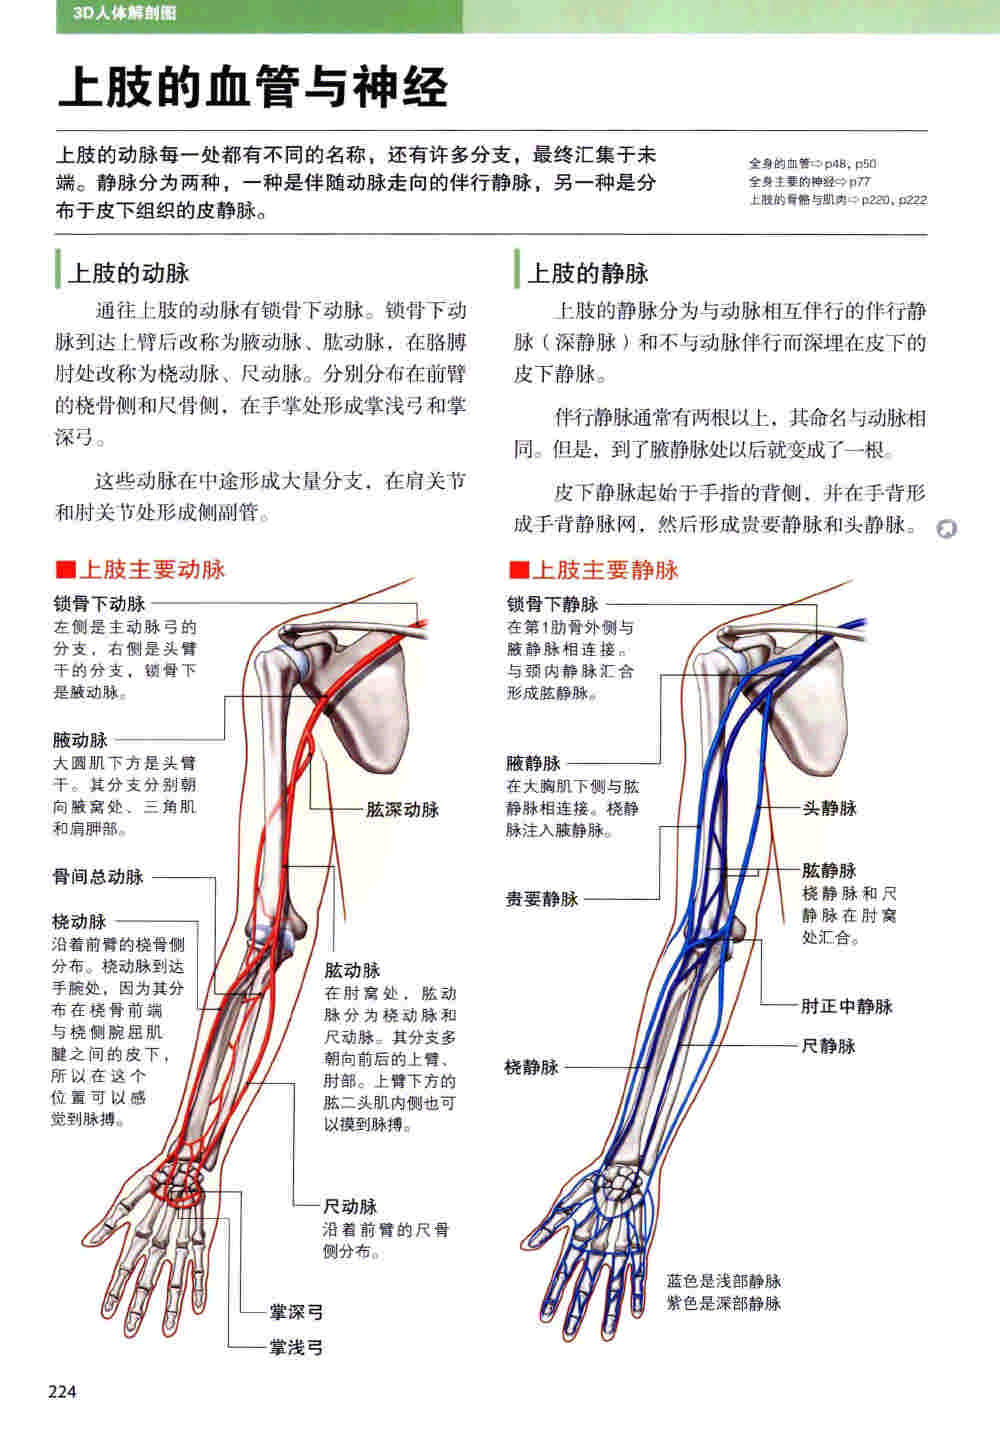 3D人体解剖图
上肢的血管与神经
上肢的动脉每一处都有不同的名称，还有许多分支，最终汇集于末
端。静脉分为两种，一种是伴随动脉走向的伴行静脉，另一种是分
布于皮下组织的皮静脉。
全身的血管⇨p48，p50
全身主要的神经⇨p77
上肢的骨骼与肌肉⇨p220，p222
上肢的动脉
通往上肢的动脉有锁骨下动脉。锁骨下动
脉到达上臂后改称为腋动脉、肱动脉，在胳膊
肘处改称为桡动脉、尺动脉。分别分布在前臂
的桡骨侧和尺骨侧，在手掌处形成掌浅弓和掌
深弓。
这些动脉在中途形成大量分支，在肩关节
和肘关节处形成侧副管。
上肢的静脉
上肢的静脉分为与动脉相互伴行的伴行静
脉（深静脉）和不与动脉伴行而深埋在皮下的
皮下静脉。
伴行静脉通常有两根以上，其命名与动脉相
同。但是，到了腋静脉处以后就变成了一根。
皮下静脉起始于手指的背侧，并在手背形
成手背静脉网，然后形成贵要静脉和头静脉。
■上肢主要动脉
锁骨下动脉
左侧是主动脉弓的
分支，右侧是头臂
干的分支，锁骨下
是腋动脉。
腋动脉
大圆肌下方是头臂
干。其分支分别朝
向腋窝处、三角肌
和肩胛部。
肱深动脉
骨间总动脉
桡动脉
沿着前臂的桡骨侧
分布。桡动脉到达
手腕处，因为其分
布在桡骨前端
与桡侧腕屈肌
腱之间的皮下，
所以在这个
位置可以感
觉到脉搏。
肱动脉
在肘窝处，肱动
脉分为桡动脉和
尺动脉。其分支多
朝向前后的上臂、
肘部。上臂下方的
肱二头肌内侧也可
以摸到脉搏。
尺动脉
沿着前臂的尺骨
侧分布。
掌深弓
掌浅弓
■上肢主要静脉
锁骨下静脉
在第1肋骨外侧与
腋静脉相连接。
与颈内静脉汇合
形成肱静脉。
腋静脉
在大胸肌下侧与肱
静脉相连接。桡静
脉注入腋静脉。
头静脉
肱静脉
桡静脉和尺
静脉在肘窝
处汇合。
贵要静脉
肘正中静脉
尺静脉
桡静脉
蓝色是浅部静脉
紫色是深部静脉
224